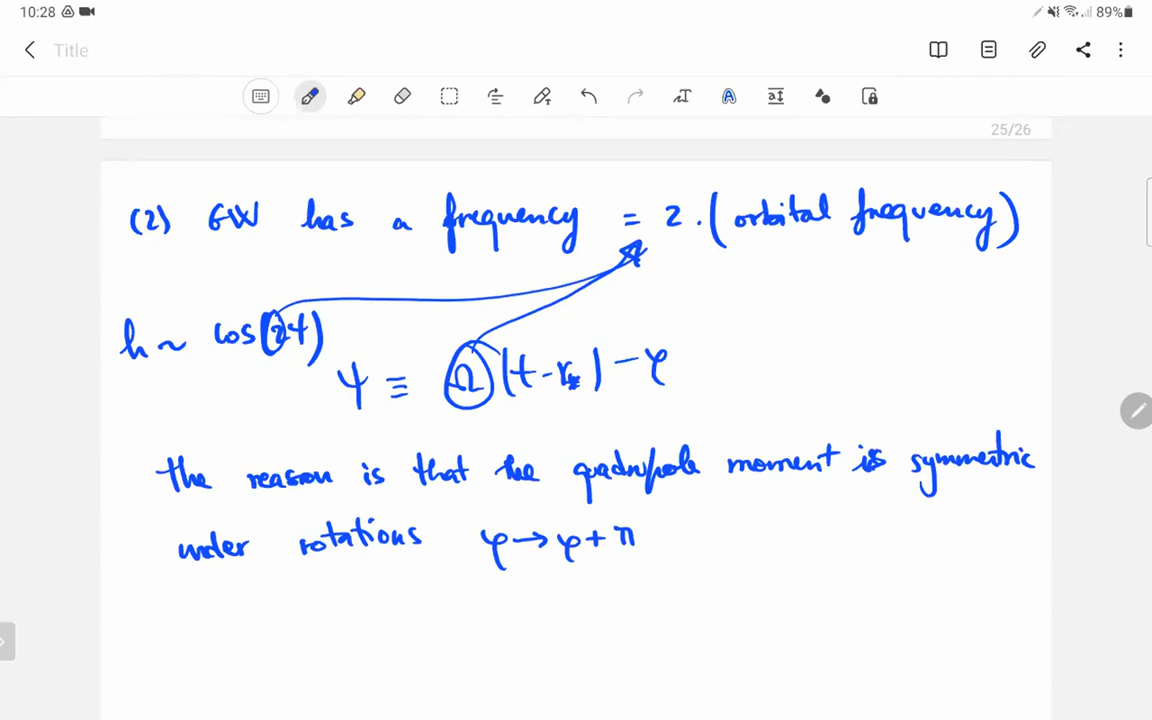 10:28
89%
Title
25/26
(2) GW has a frequency = 2 · (orbital frequency)
h ~ cos(2ψ)
ψ ≡ Ω (t - r*) - φ
the reason is that the quadrupole moment is symmetric
under rotations φ → φ + π